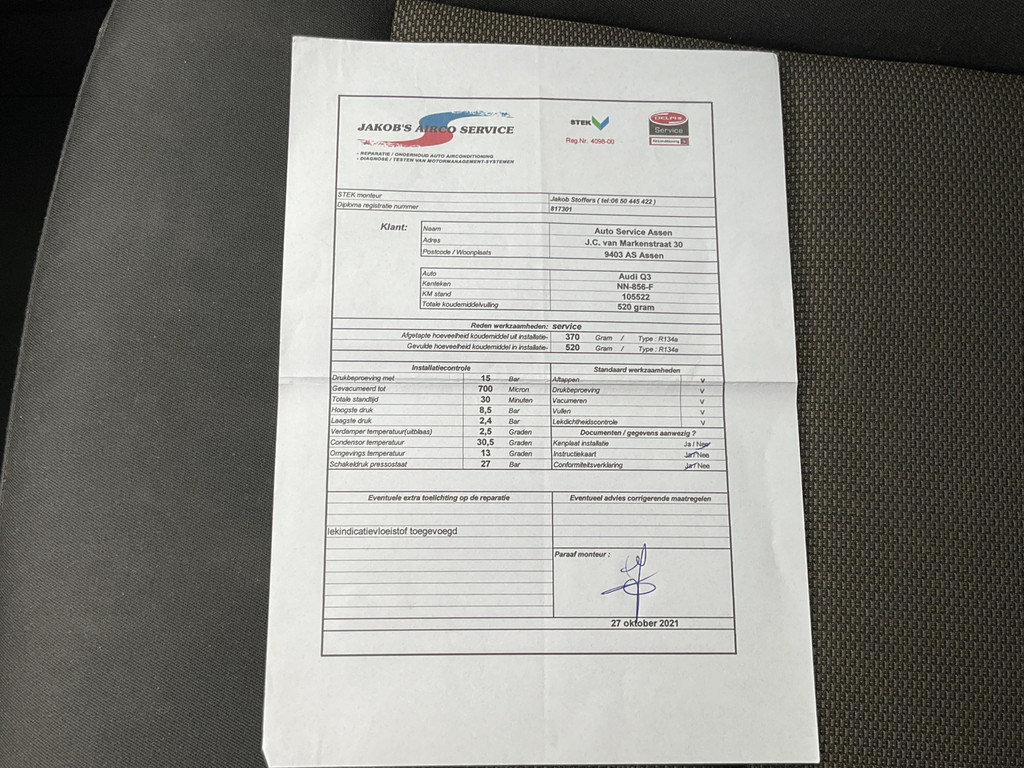 JAKOB'S AIRCO SERVICE
- REPARATIE / ONDERHOUD AUTO AIRCONDITIONING
- DIAGNOSE / TESTEN VAN MOTORMANAGEMENT-SYSTEMEN
STEK
Reg.Nr. 4098-00
DELPHI
Service
Airconditioning
STEK monteur Jakob Stoffers ( tel:06 50 445 422 )
Diploma registratie nummer 817301
Klant:
Naam Auto Service Assen
Adres J.C. van Markenstraat 30
Postcode / Woonplaats 9403 AS Assen
Auto Audi Q3
Kenteken NN-856-F
KM stand 105522
Totale koudemiddelvulling 520 gram
Reden werkzaamheden: service
Afgetapte hoeveelheid koudemiddel uit installatie- 370 Gram / Type : R134a
Gevulde hoeveelheid koudemiddel in installatie- 520 Gram / Type : R134a
Installatiecontrole Standaard werkzaamheden
Drukbeproeving met 15 Bar Aftappen v
Gevacumeerd tot 700 Micron Drukbeproeving v
Totale standtijd 30 Minuten Vacumeren v
Hoogste druk 8,5 Bar Vullen v
Laagste druk 2,4 Bar Lekdichtheidscontrole v
Verdamper temperatuur(uitblaas) 2,5 Graden Documenten / gegevens aanwezig ?
Condensor temperatuur 30,5 Graden Kenplaat installatie Ja / Nee
Omgevings temperatuur 13 Graden Instructiekaart Ja / Nee
Schakeldruk pressostaat 27 Bar Conformiteitsverklaring Ja / Nee
Eventuele extra toelichting op de reparatie Eventueel advies corrigerende maatregelen
lekindicatievloeistof toegevoegd
Paraaf monteur :
27 oktober 2021